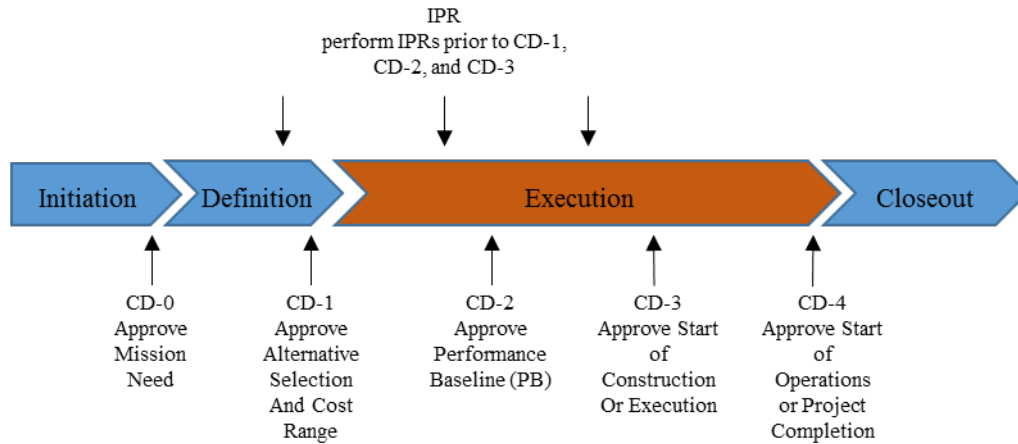 IPR
perform IPRs prior to CD-1,
CD-2, and CD-3
Initiation
Definition
Execution
Closeout
CD-0
Approve
Mission
Need
CD-1
Approve
Alternative
Selection
And Cost
Range
CD-2
Approve
Performance
Baseline (PB)
CD-3
Approve Start
of
Construction
Or Execution
CD-4
Approve Start
of
Operations
or Project
Completion